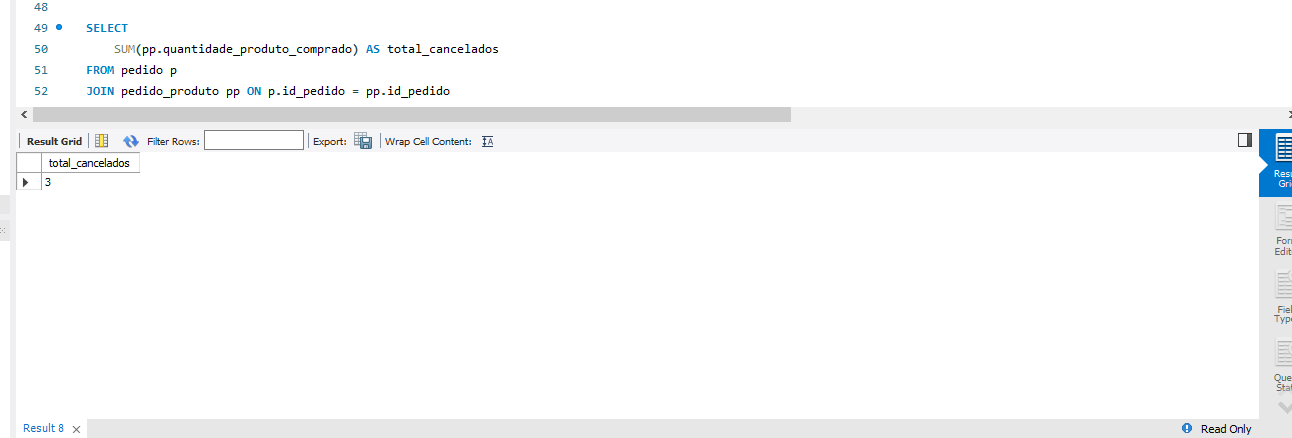 48
49 SELECT
50 SUM(pp.quantidade_produto_comprado) AS total_cancelados
51 FROM pedido p
52 JOIN pedido_produto pp ON p.id_pedido = pp.id_pedido
Result Grid Filter Rows: Export: Wrap Cell Content:
total_cancelados
3
Resu
Gri
For
Edit
Fiel
Type
Que
Stat
Result 8 Read Only